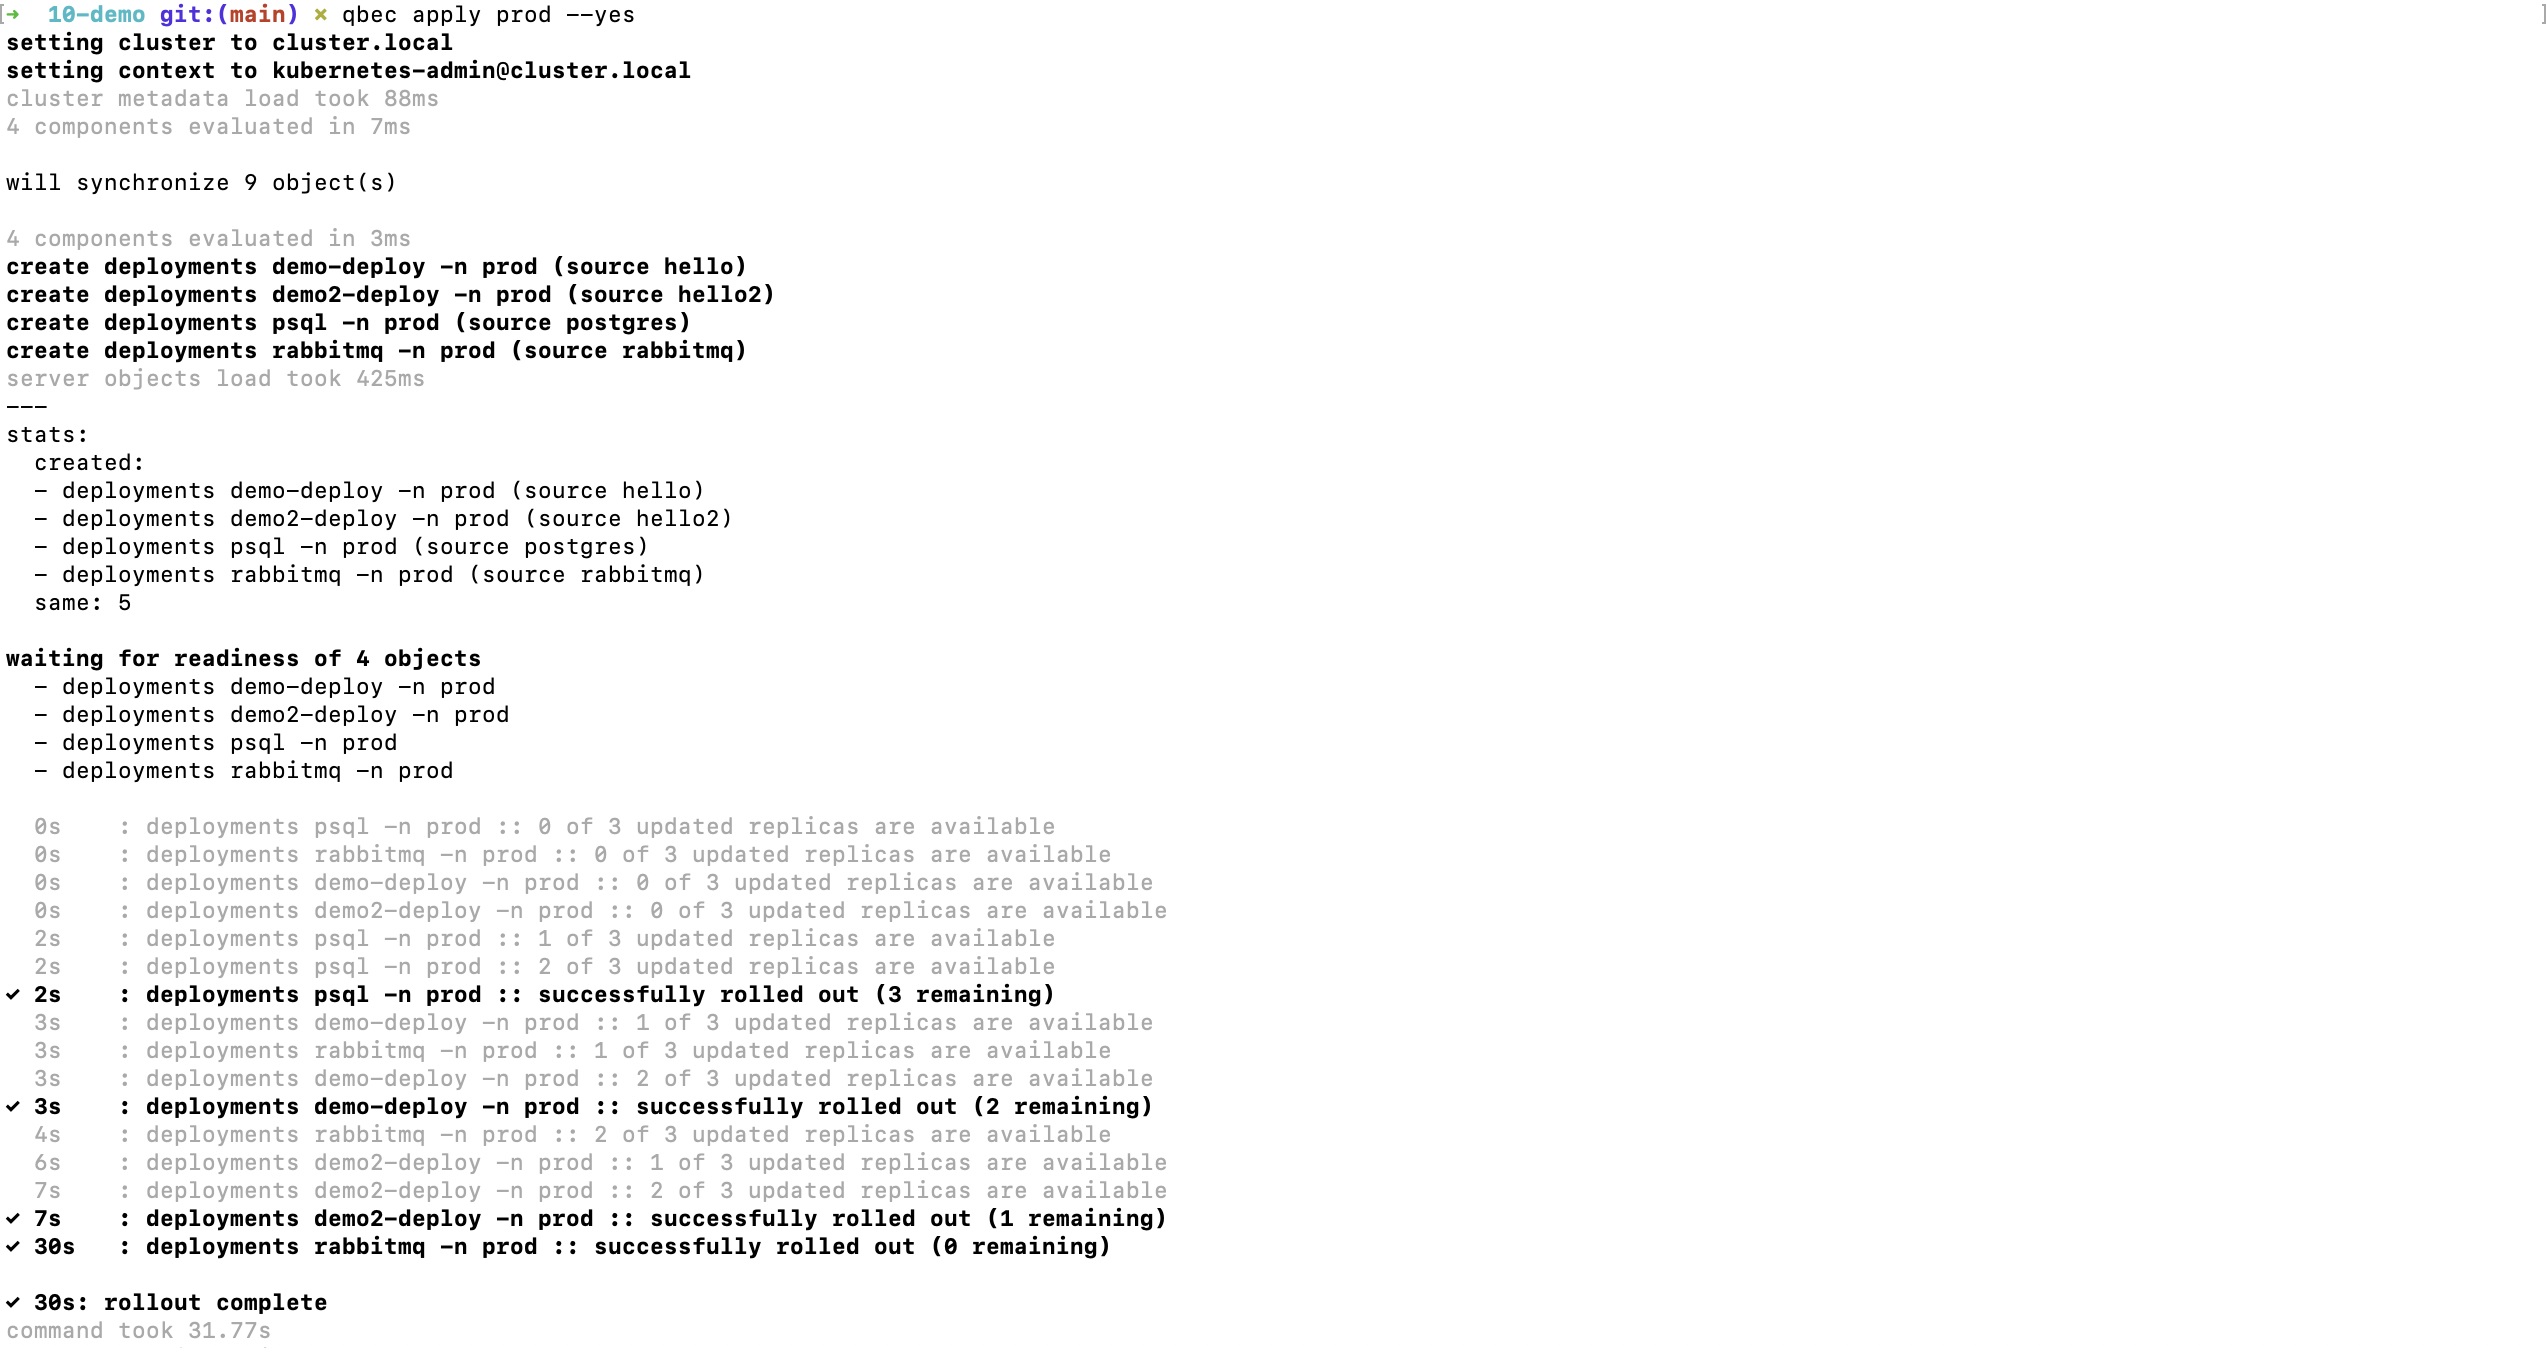 [➜  10-demo git:(main) ✗ qbec apply prod --yes ]
setting cluster to cluster.local
setting context to kubernetes-admin@cluster.local
cluster metadata load took 88ms
4 components evaluated in 7ms

will synchronize 9 object(s)

4 components evaluated in 3ms
create deployments demo-deploy -n prod (source hello)
create deployments demo2-deploy -n prod (source hello2)
create deployments psql -n prod (source postgres)
create deployments rabbitmq -n prod (source rabbitmq)
server objects load took 425ms
---
stats:
  created:
  - deployments demo-deploy -n prod (source hello)
  - deployments demo2-deploy -n prod (source hello2)
  - deployments psql -n prod (source postgres)
  - deployments rabbitmq -n prod (source rabbitmq)
  same: 5

waiting for readiness of 4 objects
  - deployments demo-deploy -n prod
  - deployments demo2-deploy -n prod
  - deployments psql -n prod
  - deployments rabbitmq -n prod

  0s    : deployments psql -n prod :: 0 of 3 updated replicas are available
  0s    : deployments rabbitmq -n prod :: 0 of 3 updated replicas are available
  0s    : deployments demo-deploy -n prod :: 0 of 3 updated replicas are available
  0s    : deployments demo2-deploy -n prod :: 0 of 3 updated replicas are available
  2s    : deployments psql -n prod :: 1 of 3 updated replicas are available
  2s    : deployments psql -n prod :: 2 of 3 updated replicas are available
✓ 2s    : deployments psql -n prod :: successfully rolled out (3 remaining)
  3s    : deployments demo-deploy -n prod :: 1 of 3 updated replicas are available
  3s    : deployments rabbitmq -n prod :: 1 of 3 updated replicas are available
  3s    : deployments demo-deploy -n prod :: 2 of 3 updated replicas are available
✓ 3s    : deployments demo-deploy -n prod :: successfully rolled out (2 remaining)
  4s    : deployments rabbitmq -n prod :: 2 of 3 updated replicas are available
  6s    : deployments demo2-deploy -n prod :: 1 of 3 updated replicas are available
  7s    : deployments demo2-deploy -n prod :: 2 of 3 updated replicas are available
✓ 7s    : deployments demo2-deploy -n prod :: successfully rolled out (1 remaining)
✓ 30s   : deployments rabbitmq -n prod :: successfully rolled out (0 remaining)

✓ 30s: rollout complete
command took 31.77s